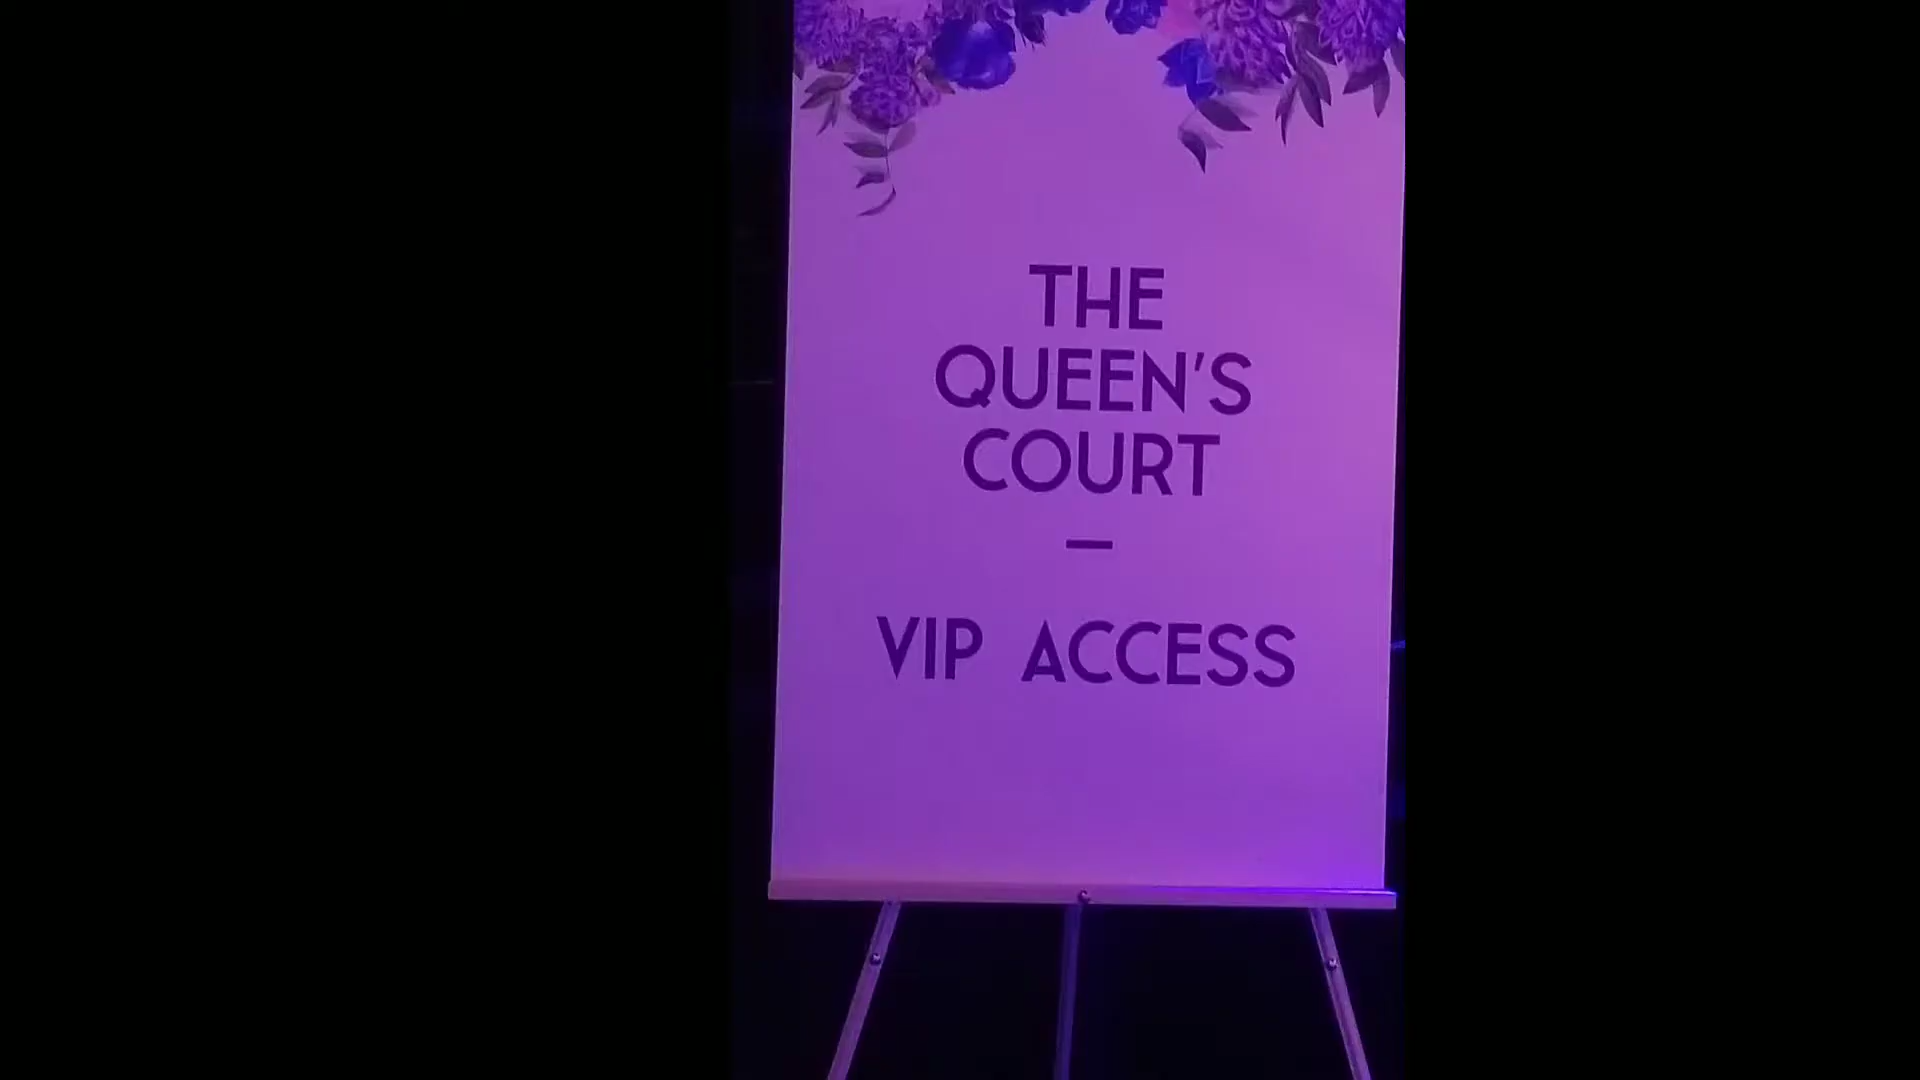 THE
QUEEN'S
COURT
–
VIP ACCESS